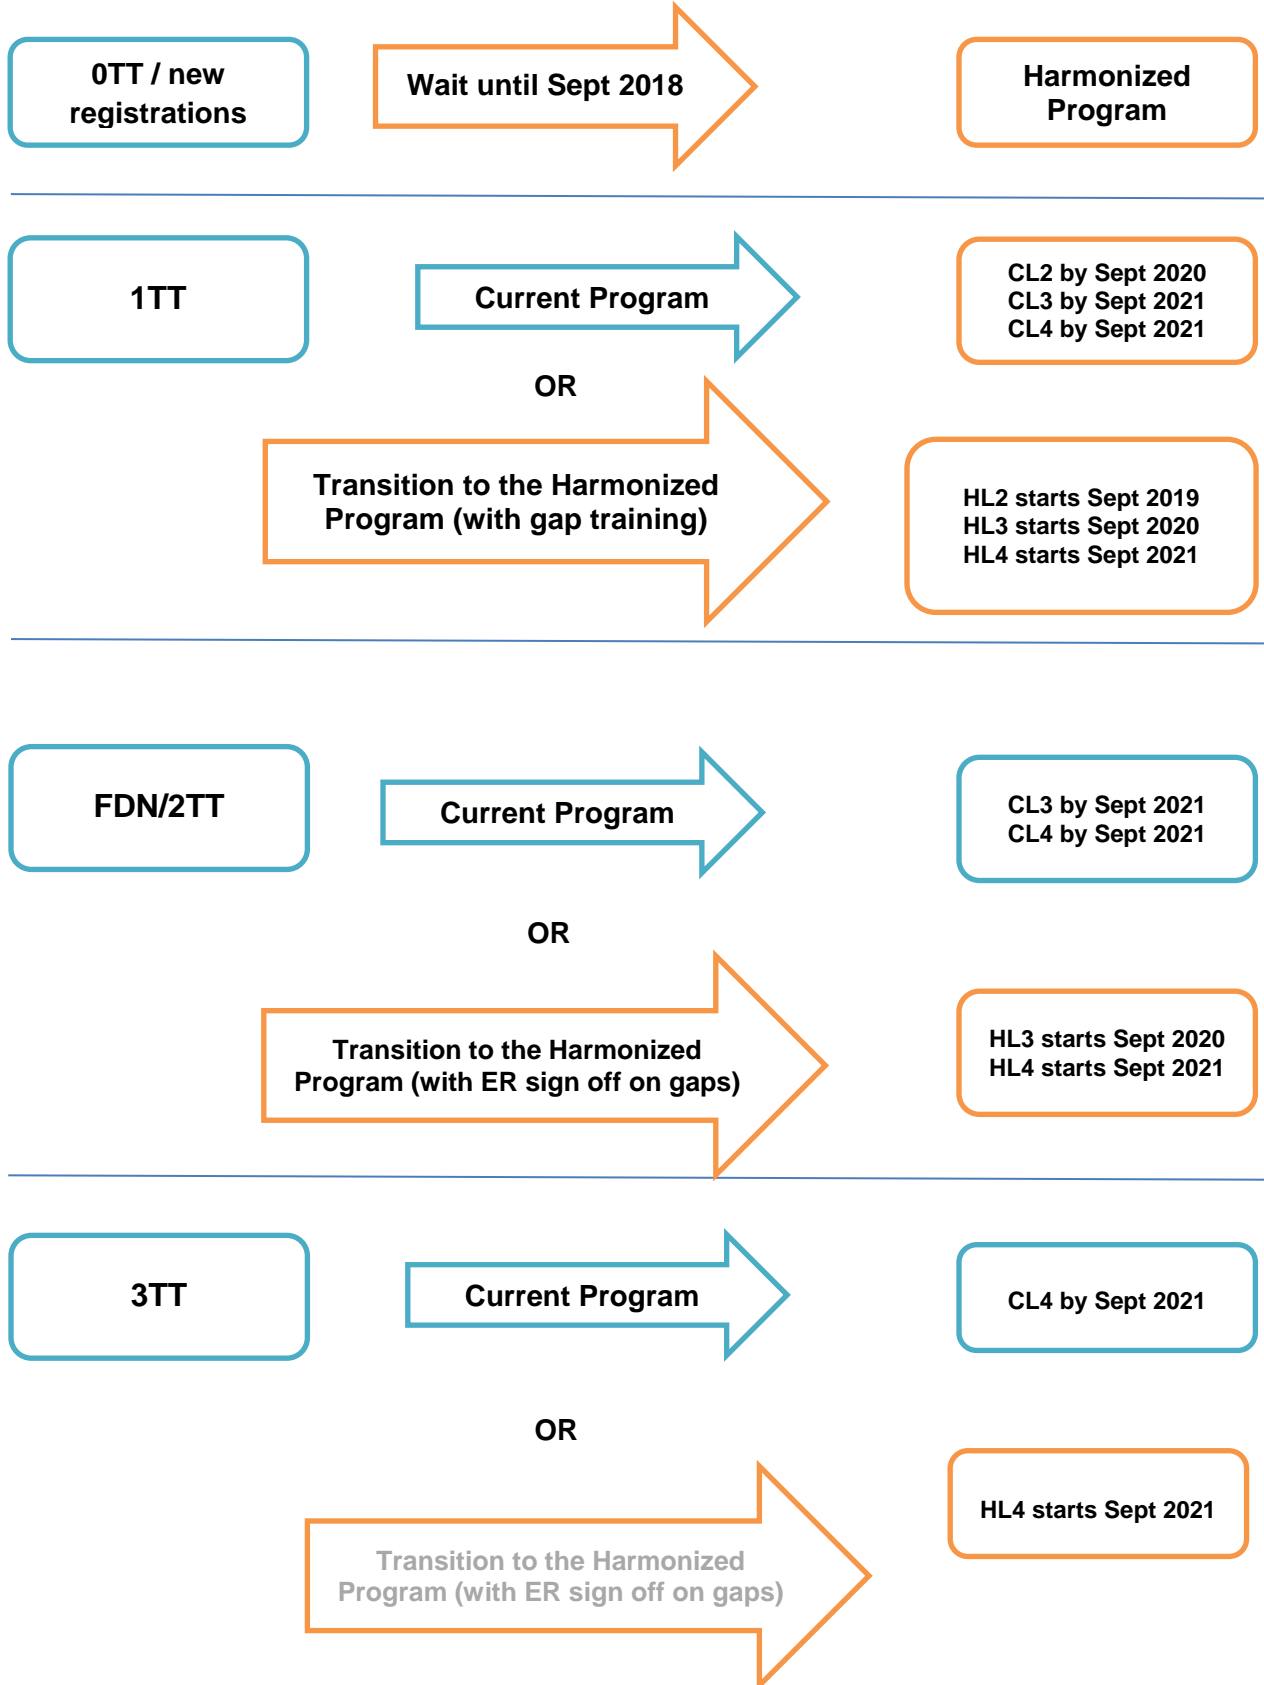 0TT / new
registrations
Wait until Sept 2018
Harmonized
Program
1TT
Current Program
CL2 by Sept 2020
CL3 by Sept 2021
CL4 by Sept 2021
OR
Transition to the Harmonized
Program (with gap training)
HL2 starts Sept 2019
HL3 starts Sept 2020
HL4 starts Sept 2021
FDN/2TT
Current Program
CL3 by Sept 2021
CL4 by Sept 2021
OR
Transition to the Harmonized
Program (with ER sign off on gaps)
HL3 starts Sept 2020
HL4 starts Sept 2021
3TT
Current Program
CL4 by Sept 2021
OR
Transition to the Harmonized
Program (with ER sign off on gaps)
HL4 starts Sept 2021